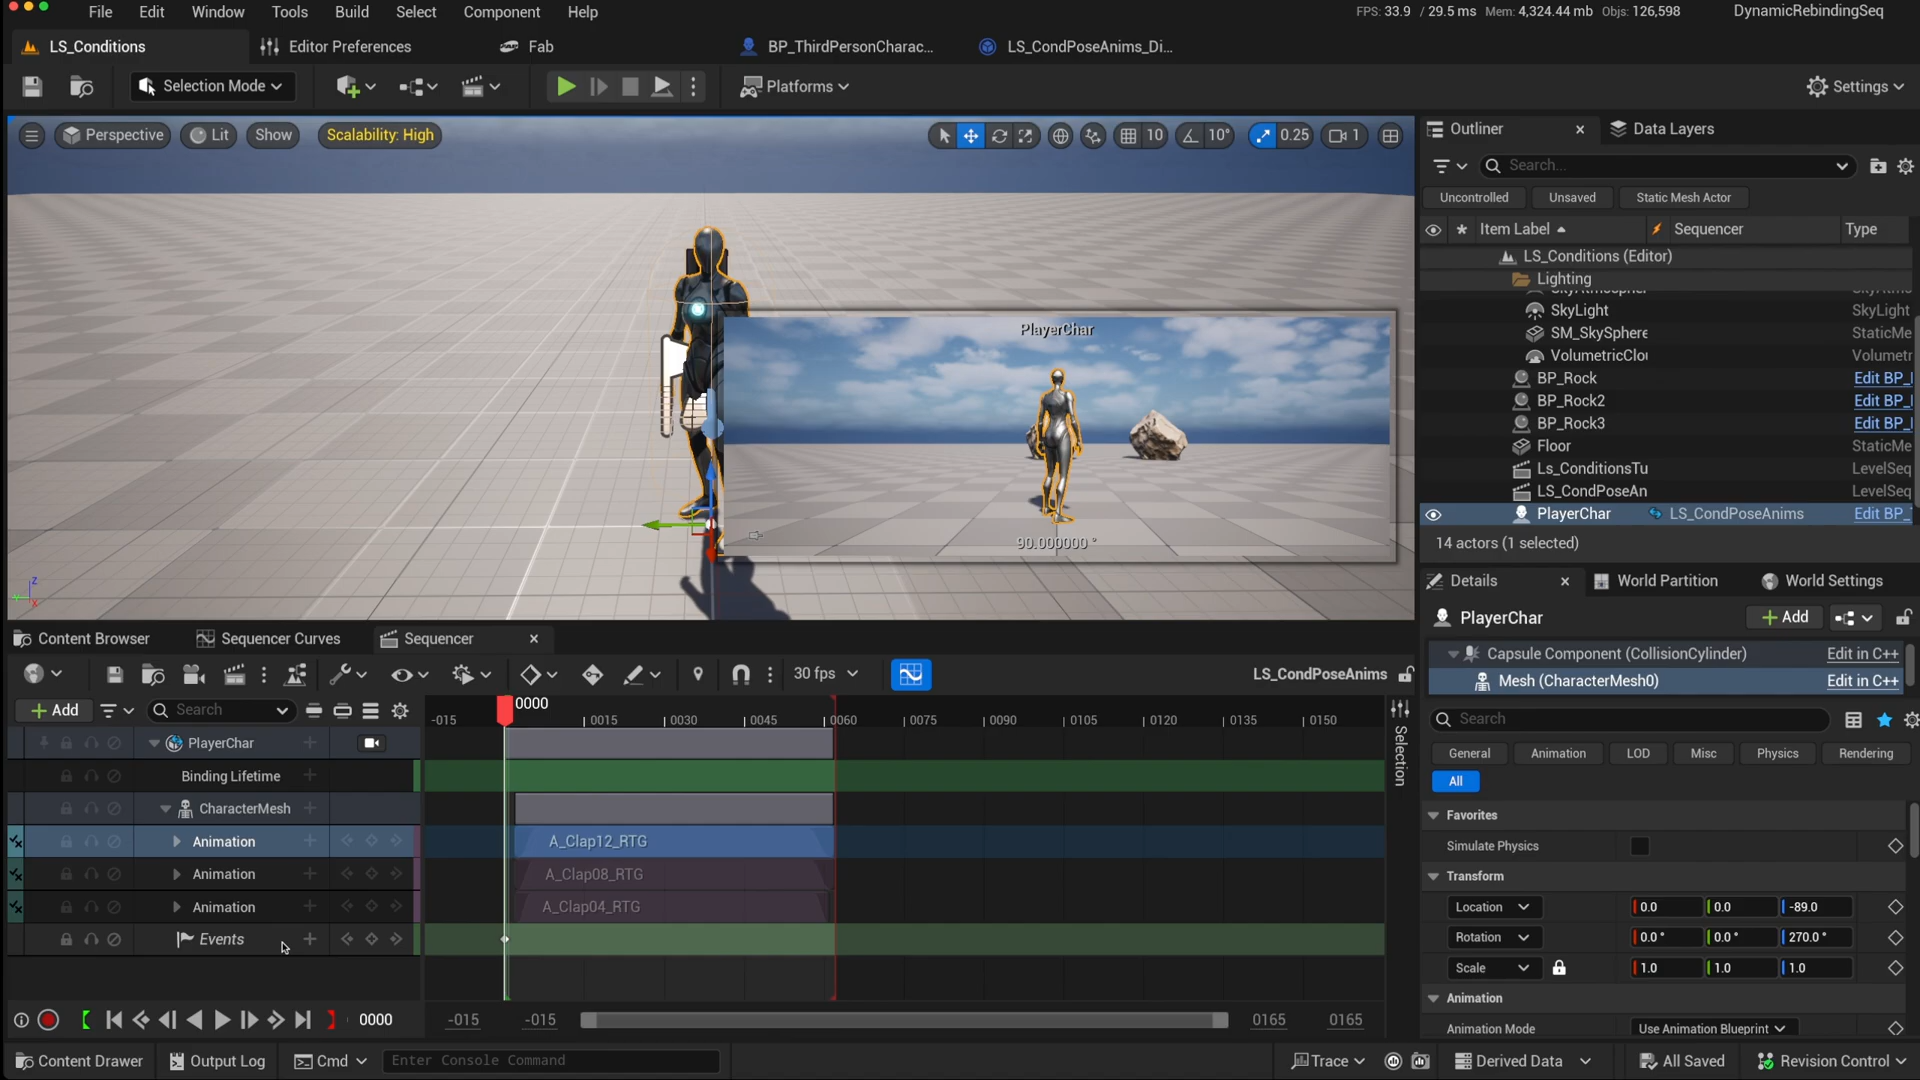 File Edit Window Tools Build Select Component Help
FPS: 33.9 / 29.5 ms Mem: 4,324.44 mb Objs: 126,598
DynamicRebindingSeq
LS_Conditions
Editor Preferences
Fab
BP_ThirdPersonCharac...
LS_CondPoseAnims_Di...
Selection Mode
Platforms
Settings
Perspective
Lit
Show
Scalability: High
10
10°
0.25
1
PlayerChar
90.000000 °
Outliner
Data Layers
Search...
Uncontrolled
Unsaved
Static Mesh Actor
Item Label
Sequencer
Type
LS_Conditions (Editor)
Lighting
SkyLight SkyLight
SM_SkySphere StaticMe
VolumetricClo Volumetr
BP_Rock Edit BP_
BP_Rock2 Edit BP_
BP_Rock3 Edit BP_
Floor StaticMe
Ls_ConditionsTu LevelSeq
LS_CondPoseAn LevelSeq
PlayerChar LS_CondPoseAnims Edit BP_
14 actors (1 selected)
Details
World Partition
World Settings
PlayerChar
Add
Capsule Component (CollisionCylinder) Edit in C++
Mesh (CharacterMesh0) Edit in C++
Search
General
Animation
LOD
Misc
Physics
Rendering
All
Favorites
Simulate Physics
Transform
Location 0.0 0.0 -89.0
Rotation 0.0 ° 0.0 ° 270.0 °
Scale 1.0 1.0 1.0
Animation
Animation Mode Use Animation Blueprint
Content Browser
Sequencer Curves
Sequencer
30 fps
LS_CondPoseAnims
Add
Search
0000
-015 0015 0030 0045 0060 0075 0090 0105 0120 0135 0150
Selection
PlayerChar
Binding Lifetime
CharacterMesh
Animation A_Clap12_RTG
Animation A_Clap08_RTG
Animation A_Clap04_RTG
Events
0000
-015 -015 0165 0165
Content Drawer
Output Log
Cmd
Enter Console Command
Trace
Derived Data
All Saved
Revision Control